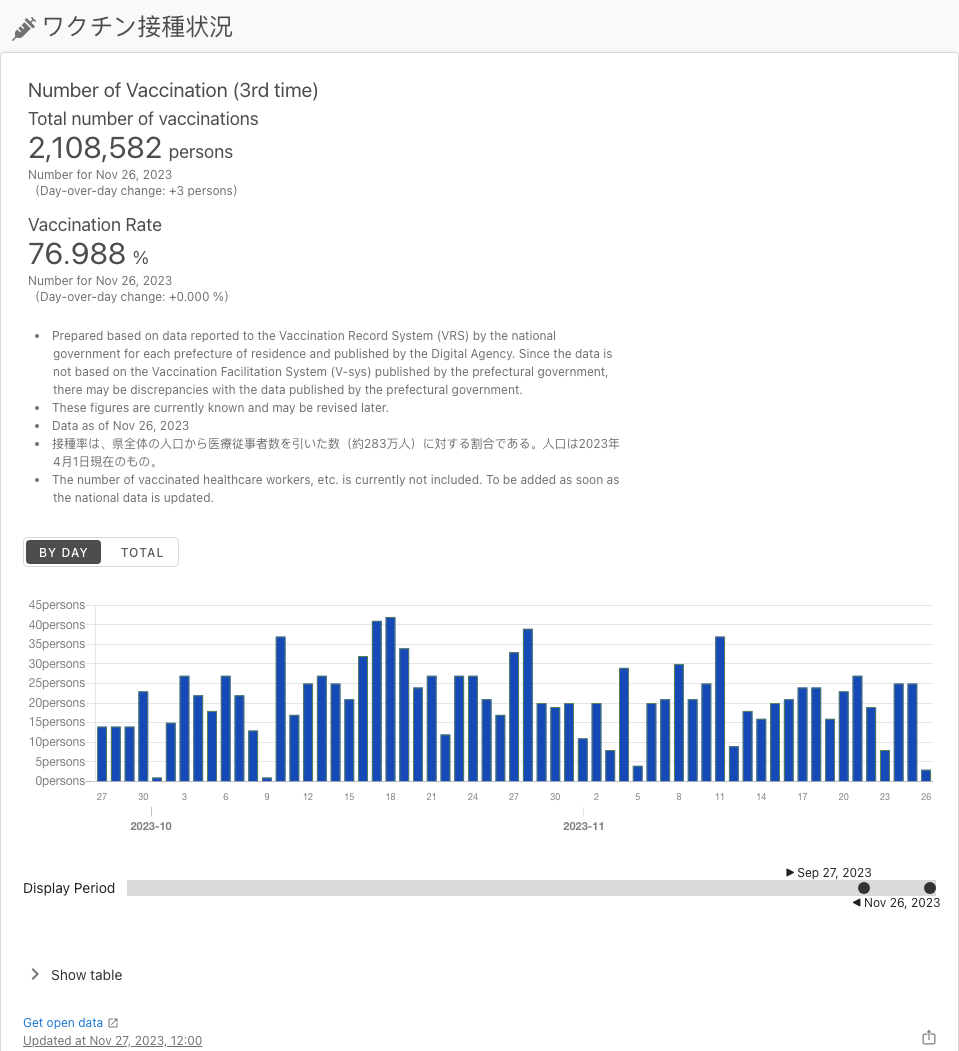 ワクチン接種状況
Number of Vaccination (3rd time)
Total number of vaccinations
2,108,582 persons
Number for Nov 26, 2023
（Day-over-day change: +3 persons）
Vaccination Rate
76.988 %
Number for Nov 26, 2023
（Day-over-day change: +0.000 %）
• Prepared based on data reported to the Vaccination Record System (VRS) by the national
government for each prefecture of residence and published by the Digital Agency. Since the data is
not based on the Vaccination Facilitation System (V-sys) published by the prefectural government,
there may be discrepancies with the data published by the prefectural government.
• These figures are currently known and may be revised later.
• Data as of Nov 26, 2023
• 接種率は、県全体の人口から医療従事者数を引いた数（約283万人）に対する割合である。人口は2023年
4月1日現在のもの。
• The number of vaccinated healthcare workers, etc. is currently not included. To be added as soon as
the national data is updated.
BY DAY TOTAL
45persons
40persons
35persons
30persons
25persons
20persons
15persons
10persons
5persons
0persons
27 30 3 6 9 12 15 18 21 24 27 30 2 5 8 11 14 17 20 23 26
2023-10 2023-11
Sep 27, 2023
Display Period
Nov 26, 2023
Show table
Get open data
Updated at Nov 27, 2023, 12:00